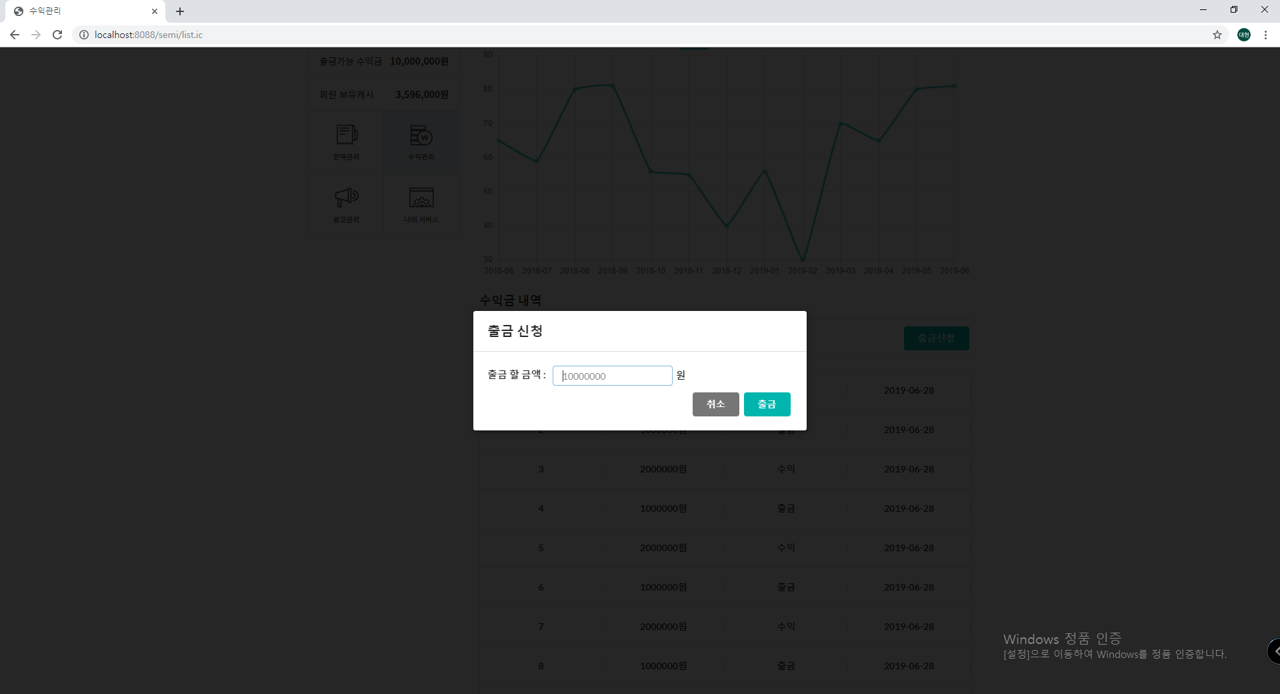 수익관리
localhost:8088/semi/list.ic
대현
출금가능 수익금 10,000,000원
회원 보유캐시 3,596,000원
판매관리 수익관리
광고관리 나의 서비스
90
80
70
60
50
40
30
2018-06 2018-07 2018-08 2018-09 2018-10 2018-11 2018-12 2019-01 2019-02 2019-03 2019-04 2019-05 2019-06
수익금 내역
출금신청
출금 신청
출금 할 금액 : 10000000 원
취소 출금
2019-06-28
2019-06-28
3 2000000원 수익 2019-06-28
4 1000000원 출금 2019-06-28
5 2000000원 수익 2019-06-28
6 1000000원 출금 2019-06-28
7 2000000원 수익 2019-06-28
8 1000000원 출금 2019-06-28
Windows 정품 인증
[설정]으로 이동하여 Windows를 정품 인증합니다.